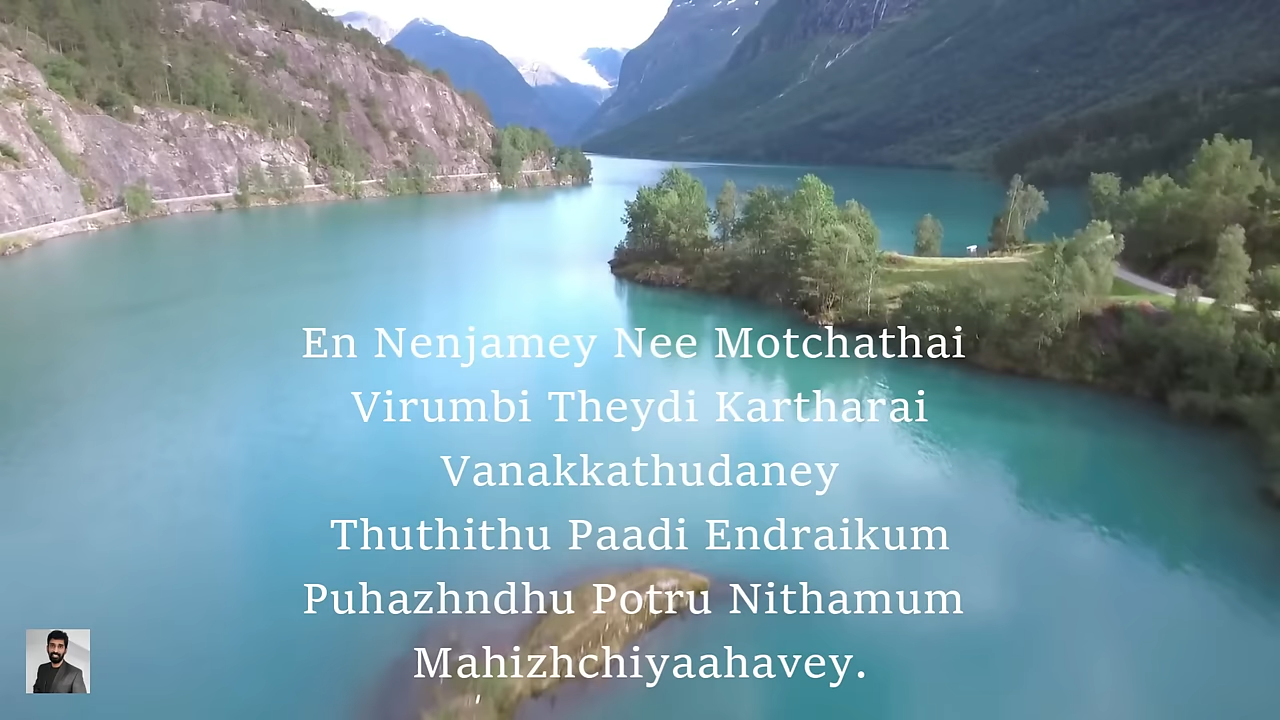 En Nenjamey Nee Motchathai
Virumbi Theydi Kartharai
Vanakkathudaney
Thuthithu Paadi Endraikum
Puhazhndhu Potru Nithamum
Mahizhchiyaahavey.